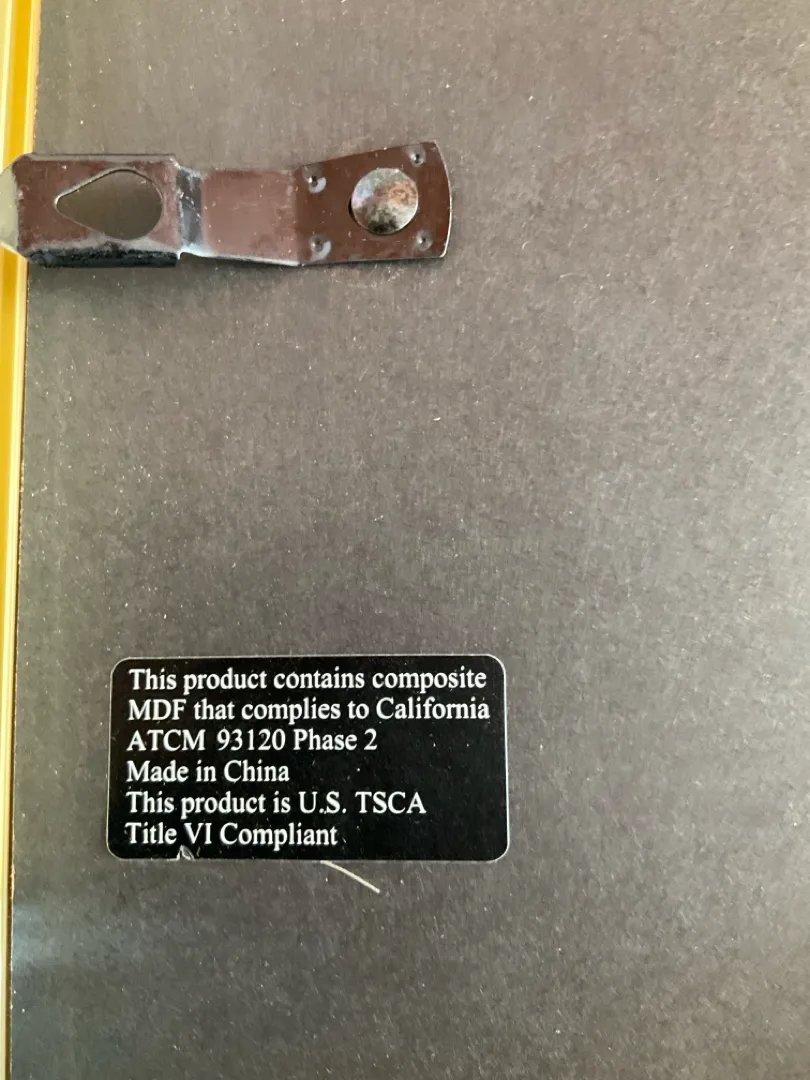 This product contains composite
MDF that complies to California
ATCM 93120 Phase 2
Made in China
This product is U.S. TSCA
Title VI Compliant